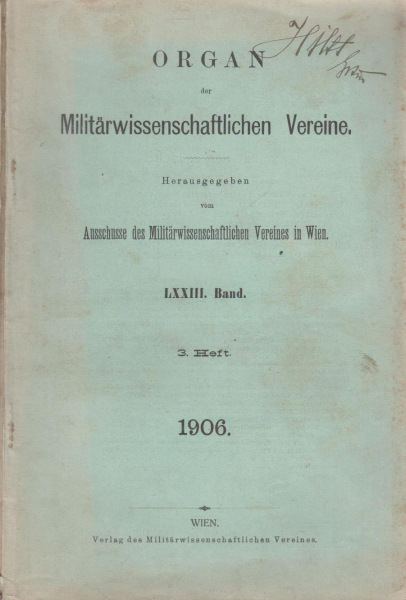 ORGAN
der
Militärwissenschaftlichen Vereine.
Herausgegeben
vom
Ausschusse des Militärwissenschaftlichen Vereines in Wien.
LXXIII. Band.
3. Heft.
1906.
WIEN.
Verlag des Militärwissenschaftlichen Vereines.